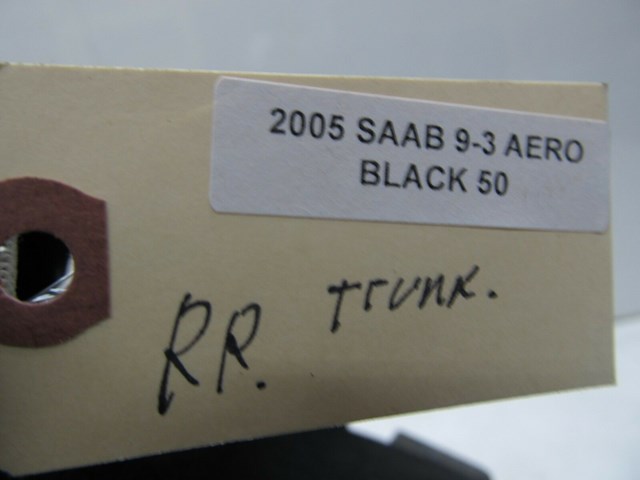 2005 SAAB 9-3 AERO
BLACK 50
RR. Trunk.